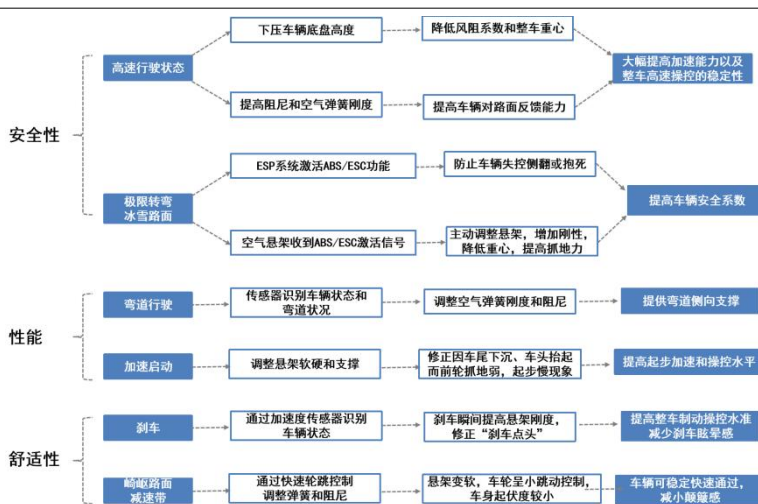 安全性
高速行驶状态
下压车辆底盘高度
降低风阻系数和整车重心
提高阻尼和空气弹簧刚度
提高车辆对路面反馈能力
大幅提高加速能力以及
整车高速操控的稳定性
极限转弯
冰雪路面
ESP系统激活ABS/ESC功能
防止车辆失控侧翻或抱死
空气悬架收到ABS/ESC激活信号
主动调整悬架，增加刚性，
降低重心，提高抓地力
提高车辆安全系数
性能
弯道行驶
传感器识别车辆状态和
弯道状况
调整空气弹簧刚度和阻尼
提供弯道侧向支撑
加速启动
调整悬架软硬和支撑
修正因车尾下沉、车头抬起
而前轮抓地弱，起步慢现象
提高起步加速和操控水平
舒适性
刹车
通过加速度传感器识别
车辆状态
刹车瞬间提高悬架刚度，
修正“刹车点头”
提高整车制动操控水准
减少刹车眩晕感
崎岖路面
减速带
通过快速轮跳控制
调整弹簧和阻尼
悬架变软，车轮呈小跳动控制，
车身起伏度较小
车辆可稳定快速通过，
减小颠簸感